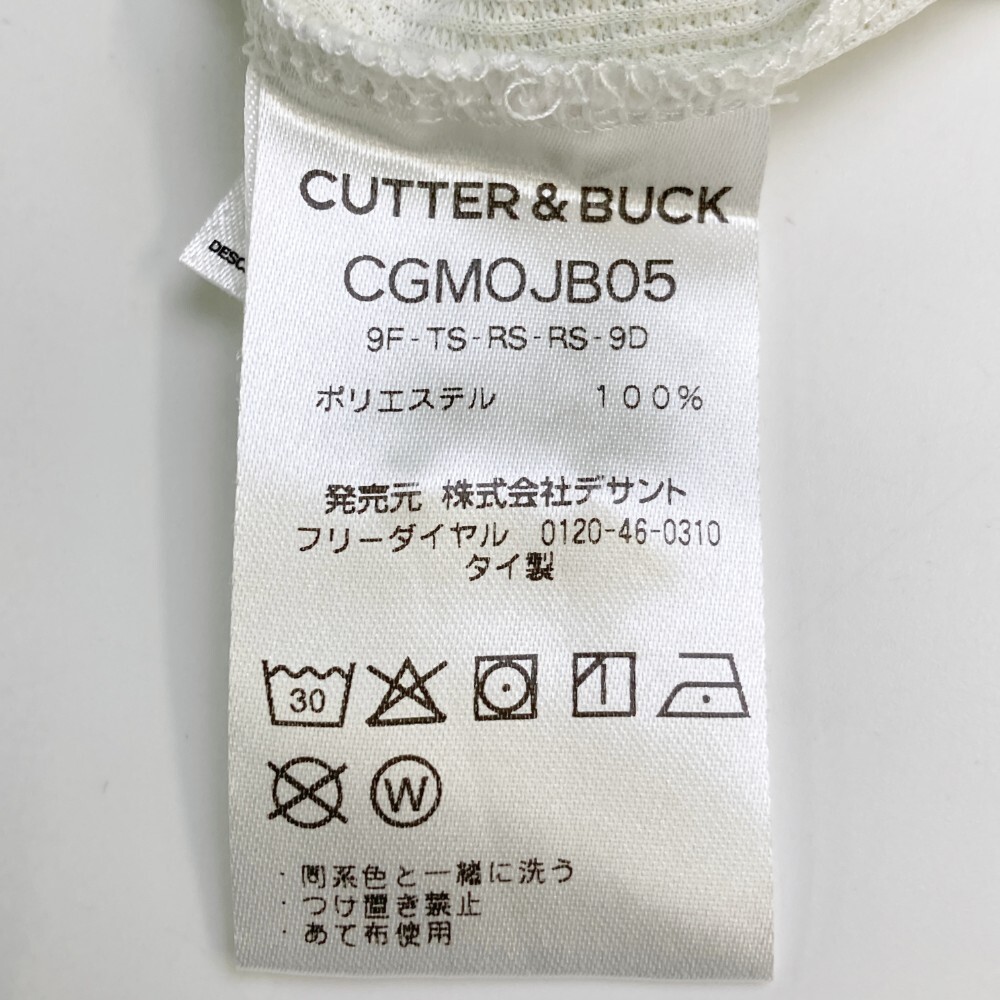 CUTTER & BUCK
DESC
CGMOJB05
9F-TS-RS-RS-9D
ポリエステル 100%
発売元 株式会社デサント
フリーダイヤル 0120-46-0310
タイ製
30
W
・同系色と一緒に洗う
・つけ置き禁止
・あて布使用